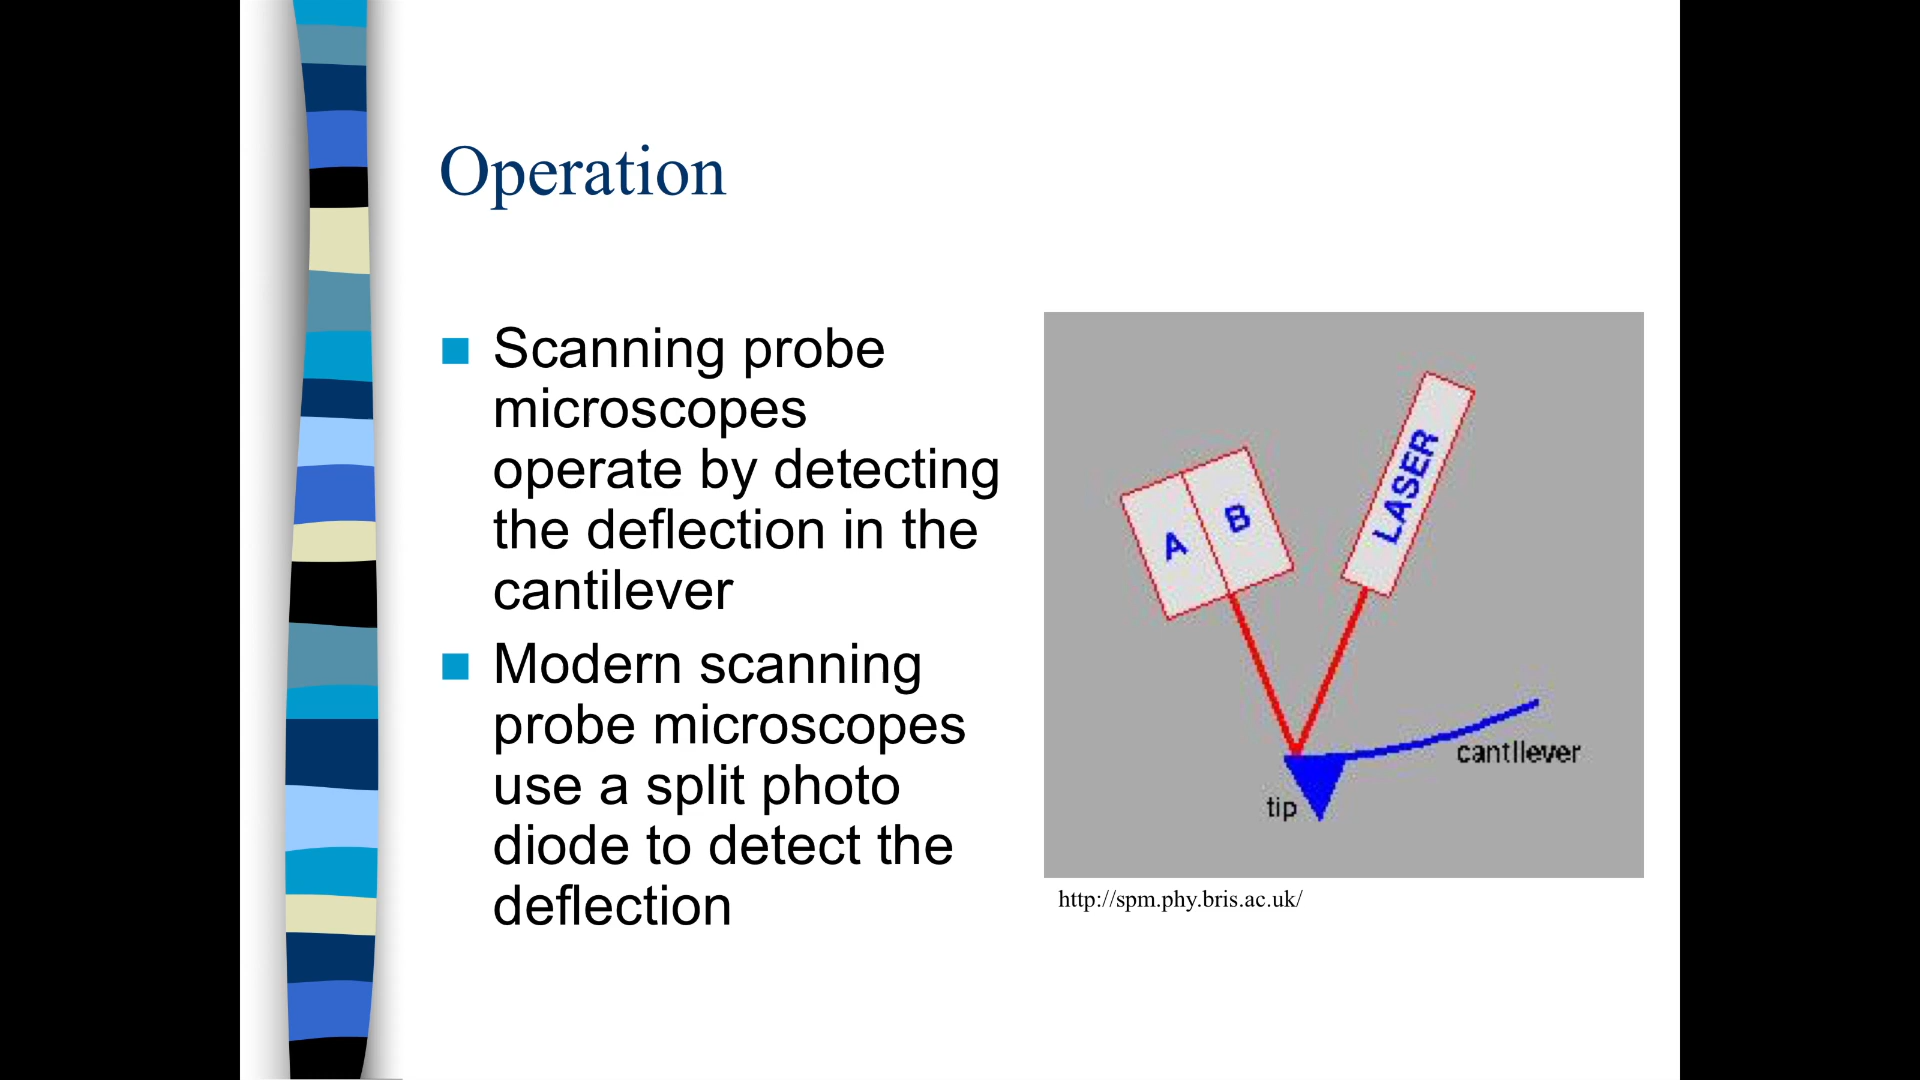 Operation
Scanning probe
microscopes
operate by detecting
the deflection in the
cantilever
Modern scanning
probe microscopes
use a split photo
diode to detect the
deflection
A
B
LASER
cantilever
tip
http://spm.phy.bris.ac.uk/